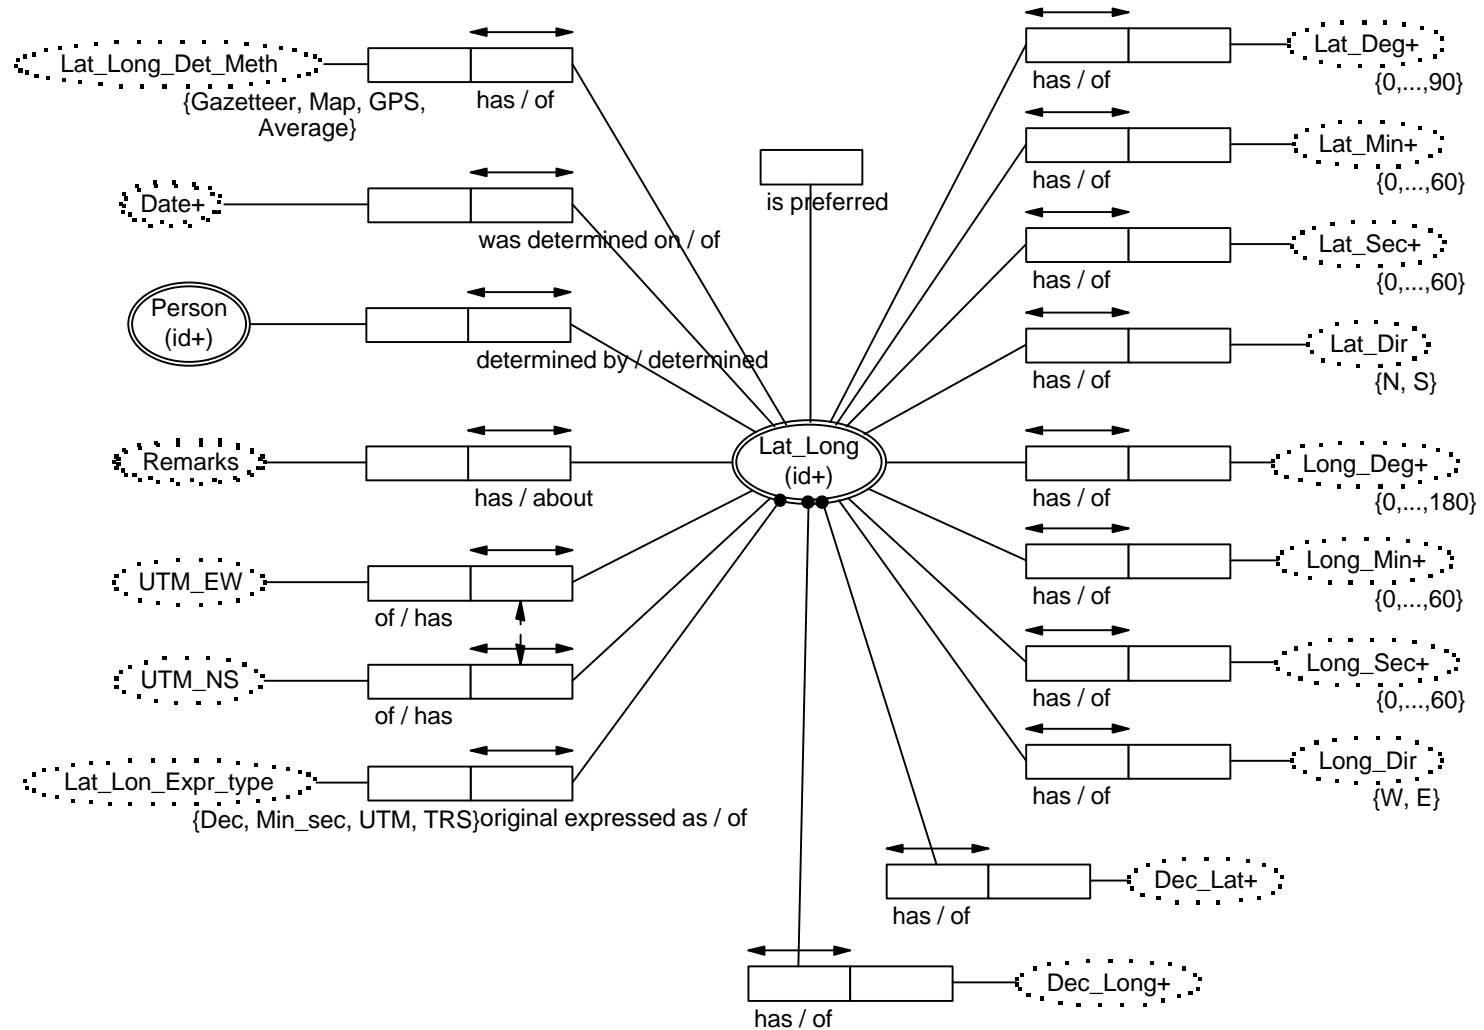 Lat_Long_Det_Meth
{Gazetteer, Map, GPS,
Average}
has / of
Date+
was determined on / of
Person
(id+)
determined by / determined
Remarks
has / about
UTM_EW
of / has
UTM_NS
of / has
Lat_Lon_Expr_type
{Dec, Min_sec, UTM, TRS}
original expressed as / of
is preferred
Lat_Long
(id+)
Lat_Deg+
{0,...,90}
has / of
Lat_Min+
{0,...,60}
has / of
Lat_Sec+
{0,...,60}
has / of
Lat_Dir
{N, S}
has / of
Long_Deg+
{0,...,180}
has / of
Long_Min+
{0,...,60}
has / of
Long_Sec+
{0,...,60}
has / of
Long_Dir
{W, E}
has / of
Dec_Lat+
has / of
Dec_Long+
has / of